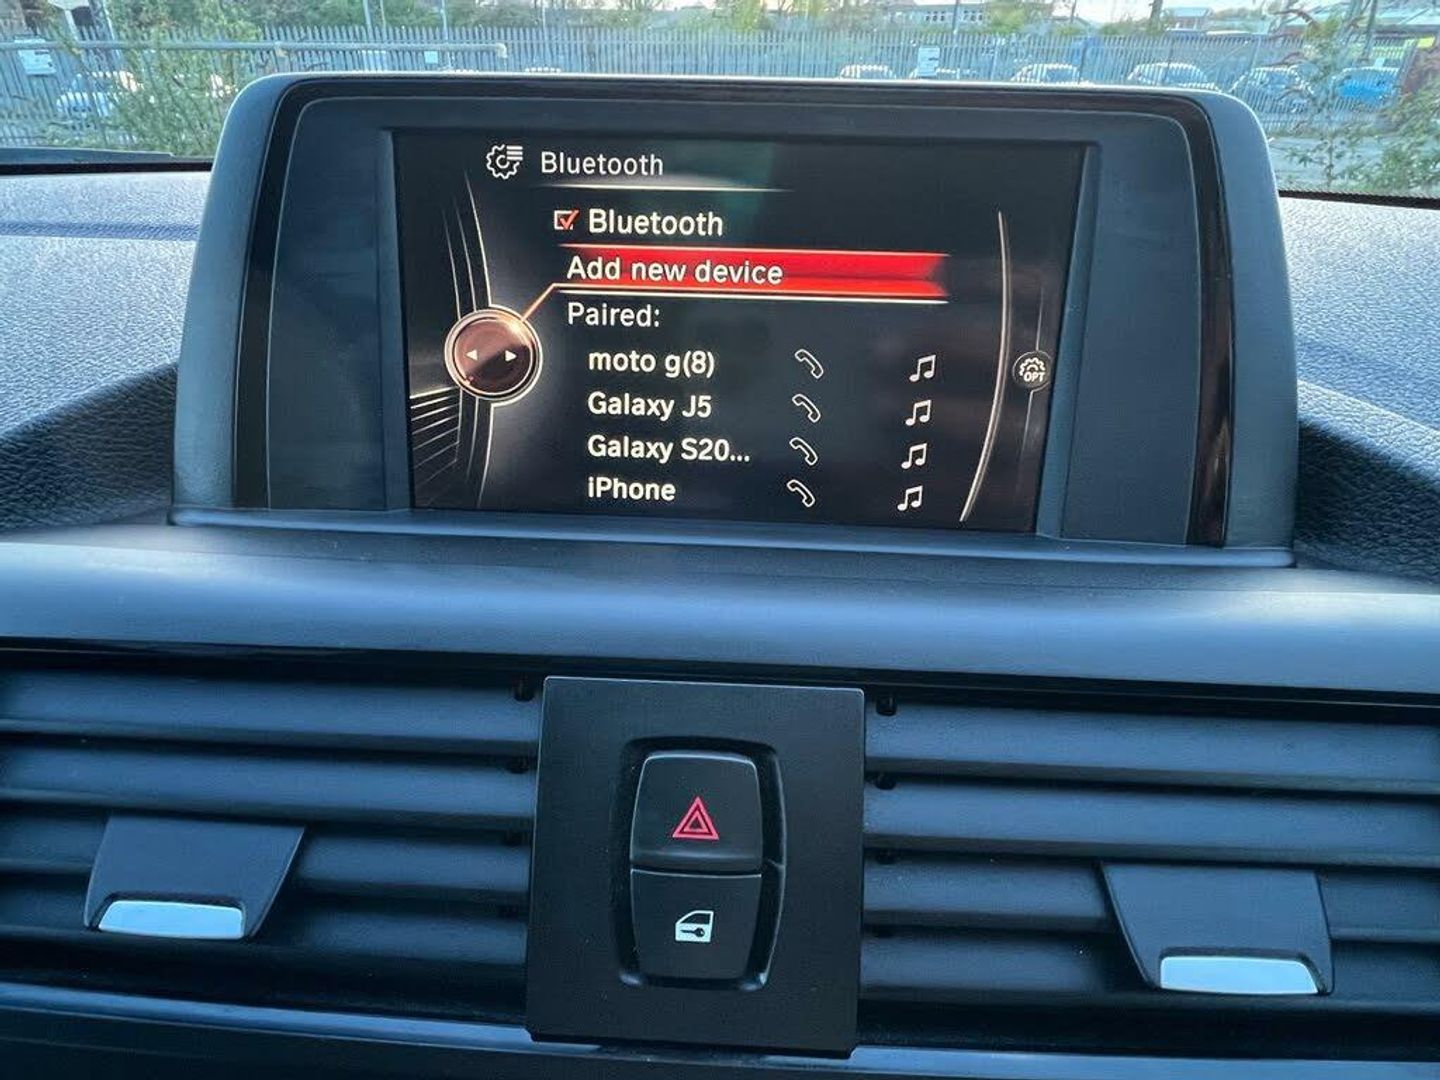 Bluetooth
Bluetooth
Add new device
Paired:
moto g(8)
Galaxy J5
Galaxy S20...
iPhone
OPT